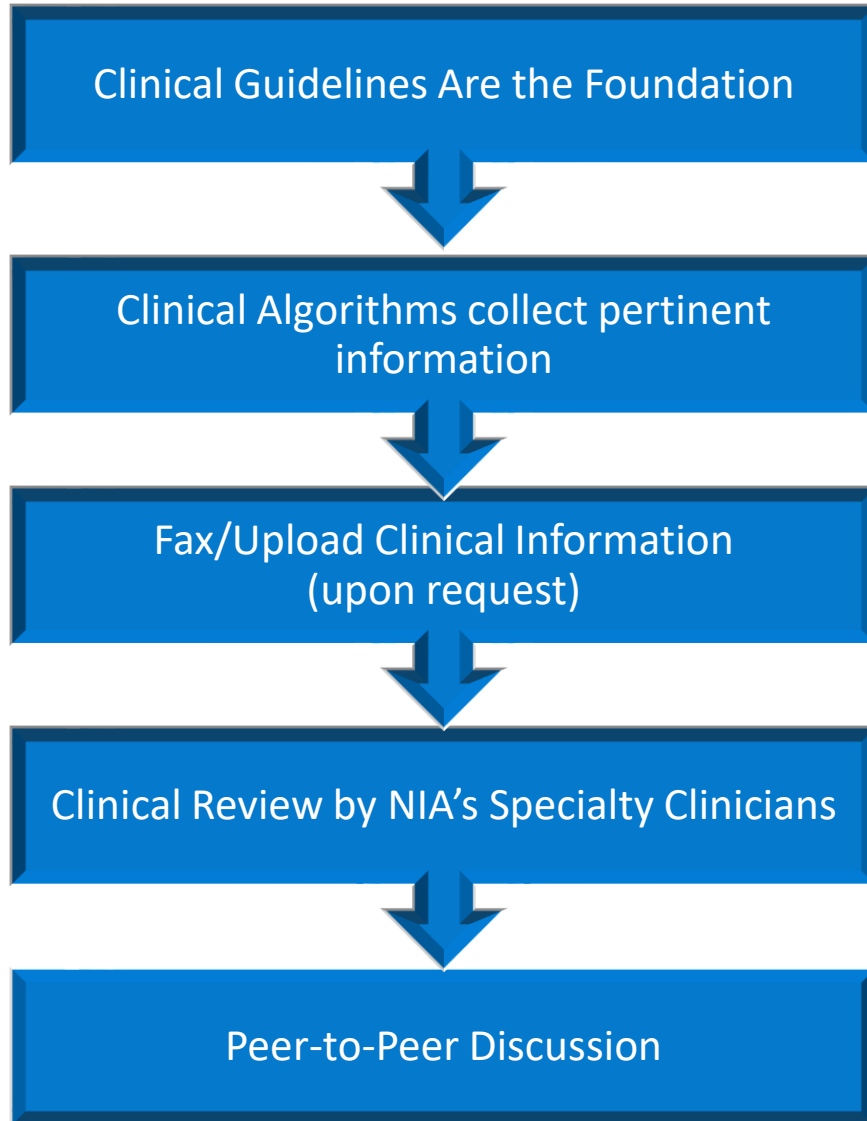 Clinical Guidelines Are the Foundation
Clinical Algorithms collect pertinent
information
Fax/Upload Clinical Information
(upon request)
Clinical Review by NIA’s Specialty Clinicians
Peer-to-Peer Discussion